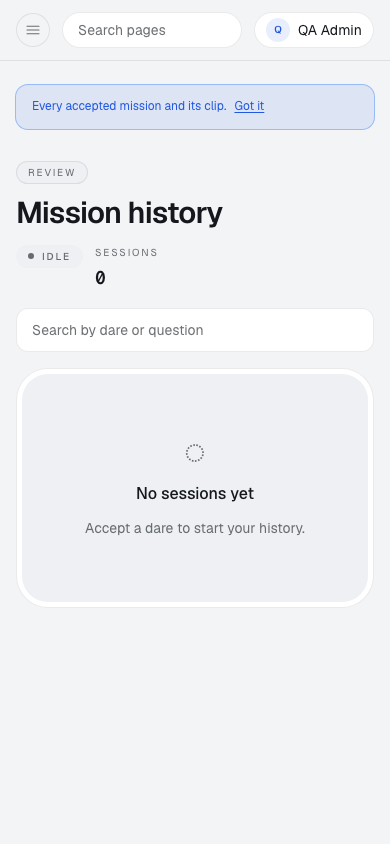 Search pages
Q QA Admin
Every accepted mission and its clip. Got it
REVIEW
Mission history
IDLE
SESSIONS
0
Search by dare or question
No sessions yet
Accept a dare to start your history.